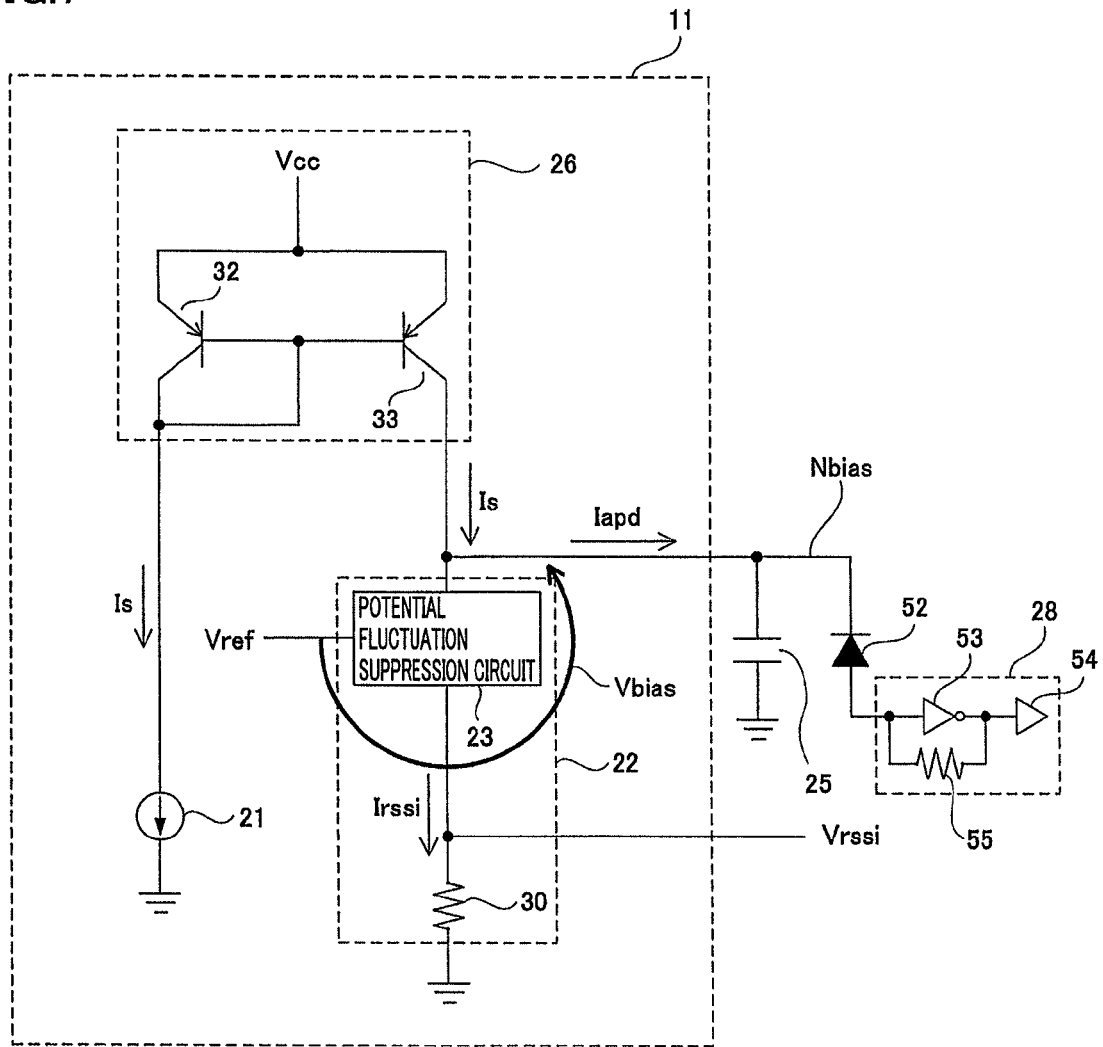 11
Vcc
26
32
33
Is
Iapd
Nbias
Is
Vref
POTENTIAL
FLUCTUATION
SUPPRESSION CIRCUIT
23
Vbias
22
52
53
28
54
25
55
21
Irssi
Vrssi
30